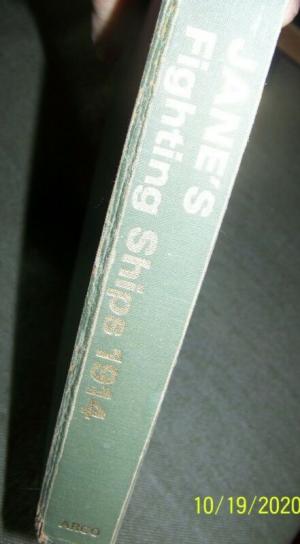 JANE'S
Fighting Ships 1914
ARCO
10/19/2020